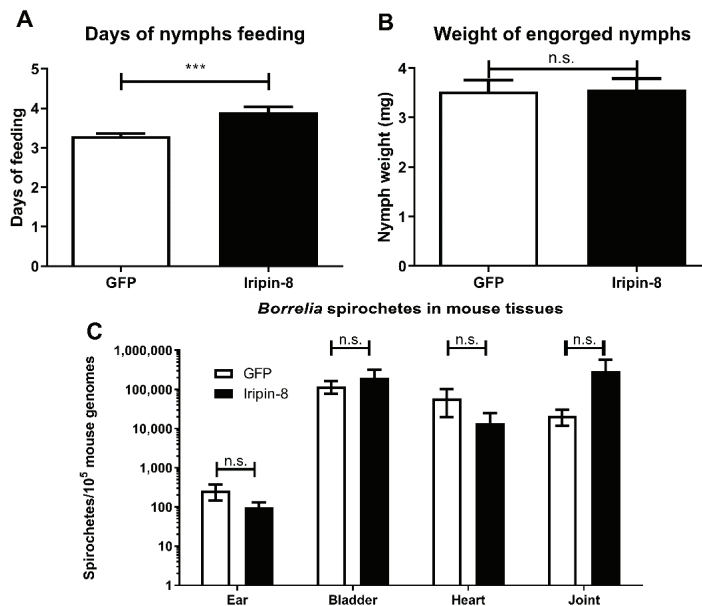 A
Days of nymphs feeding
***
Days of feeding
5
4
3
2
1
0
GFP
Iripin-8
B
Weight of engorged nymphs
n.s.
Nymph weight (mg)
4
3
2
1
0
GFP
Iripin-8
Borrelia spirochetes in mouse tissues
C
Spirochetes/10⁵ mouse genomes
1,000,000
100,000
10,000
1,000
100
10
1
GFP
Iripin-8
n.s.
n.s.
n.s.
n.s.
Ear
Bladder
Heart
Joint